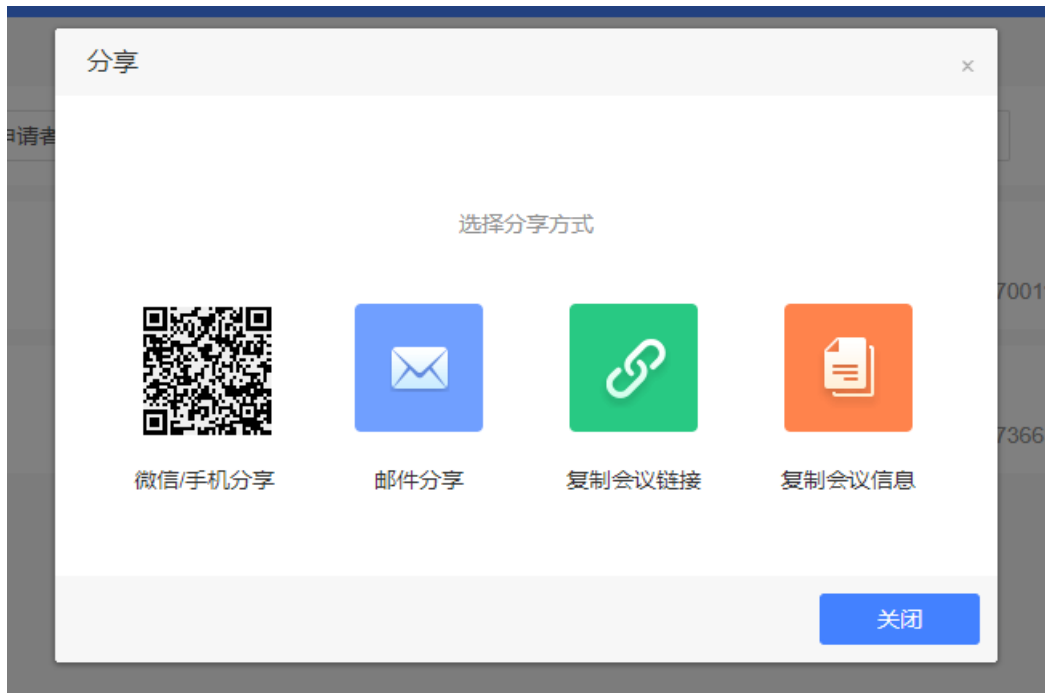 分享
×
申请者
选择分享方式
7001
微信/手机分享
邮件分享
复制会议链接
复制会议信息
7366
关闭